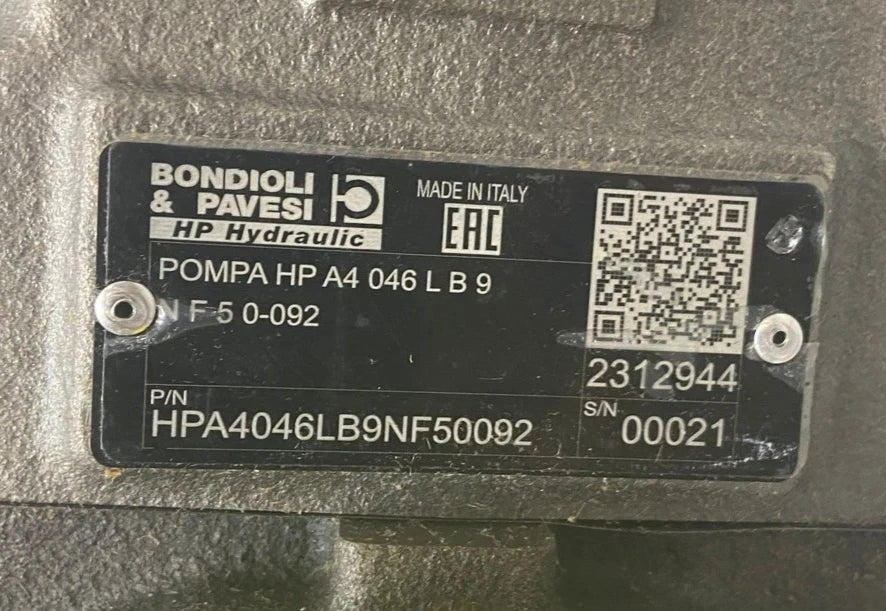 BONDIOLI
& PAVESI
HP Hydraulic
MADE IN ITALY
EAC
POMPA HP A4 046 L B 9
N F 5 0-092
2312944
P/N
HPA4046LB9NF50092
S/N
00021